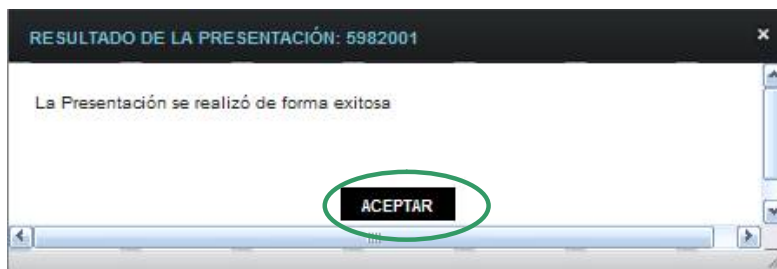 RESULTADO DE LA PRESENTACIÓN: 5982001
La Presentación se realizó de forma exitosa
ACEPTAR